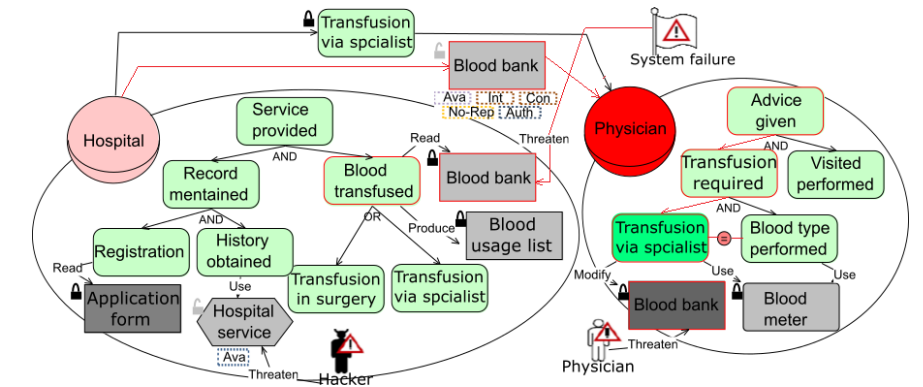 Transfusion
via spcialist
System failure
Blood bank
Ava
Int
Con
No-Rep
Auth
Hospital
Physician
Service
provided
AND
Read
Threaten
Blood bank
Record
mentained
Blood
transfused
AND
OR
Produce
Blood
usage list
Registration
History
obtained
Read
Use
Transfusion
in surgery
Transfusion
via spcialist
Application
form
Hospital
service
Ava
Threaten
Hacker
Advice
given
AND
Transfusion
required
Visited
performed
AND
Transfusion
via spcialist
=
Blood type
performed
Modify
Use
Use
Blood bank
Blood
meter
Threaten
Physician